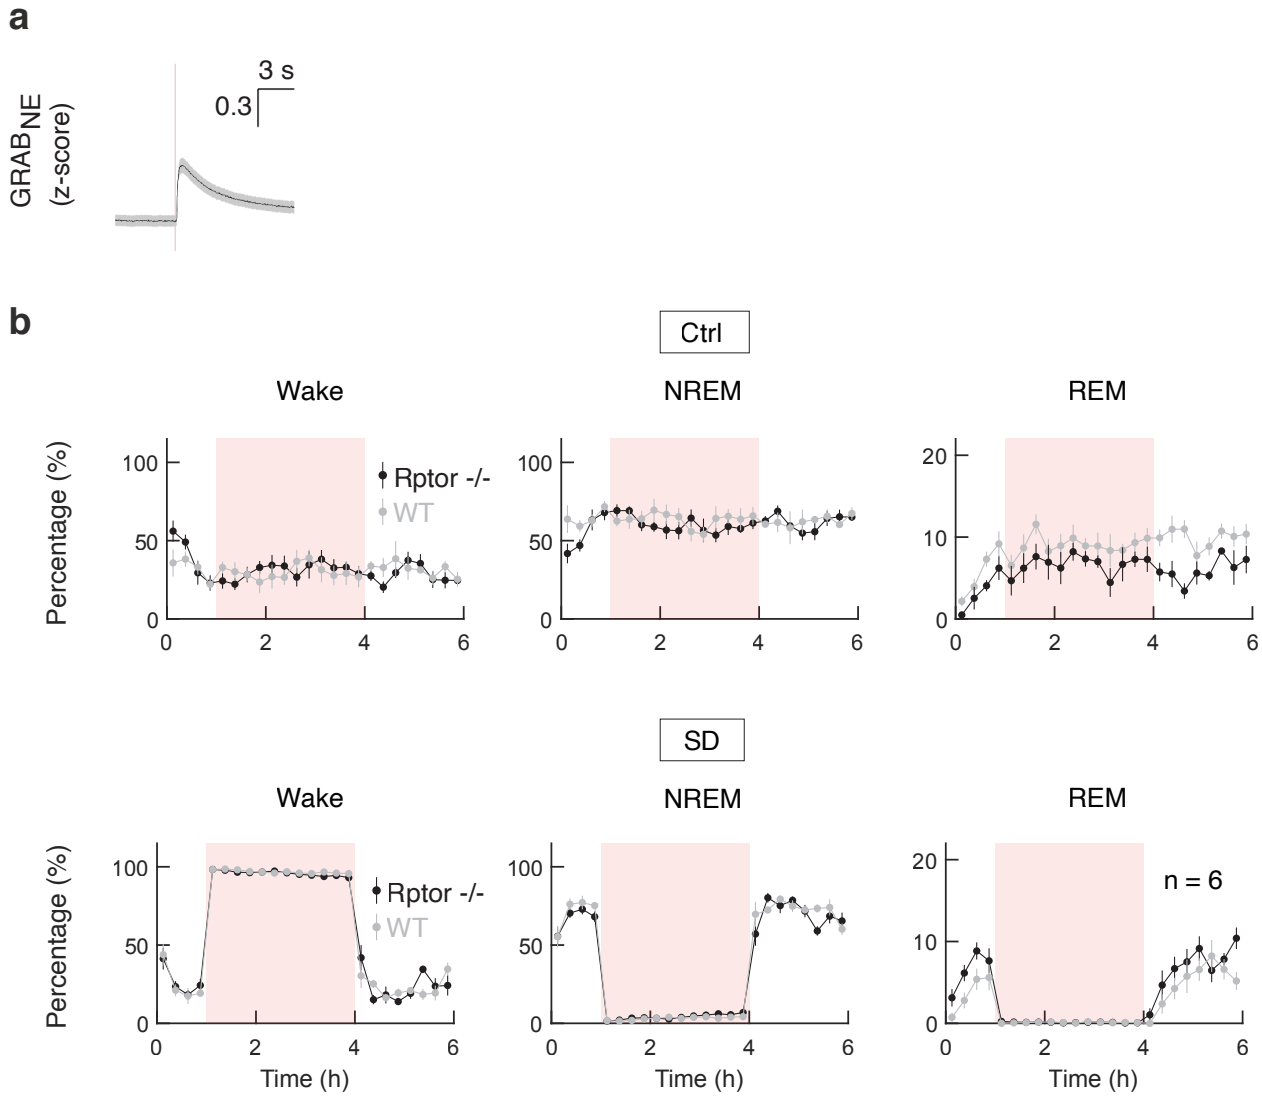 a
3 s
0.3
GRABNE
(z-score)
b
Ctrl
Wake
NREM
REM
Percentage (%)
100
50
0
0 2 4 6
Rptor -/-
WT
100
50
0
0 2 4 6
20
10
0
0 2 4 6
SD
Wake
NREM
REM
Percentage (%)
100
50
0
0 2 4 6
Time (h)
Rptor -/-
WT
100
50
0
0 2 4 6
Time (h)
20
10
0
n = 6
0 2 4 6
Time (h)